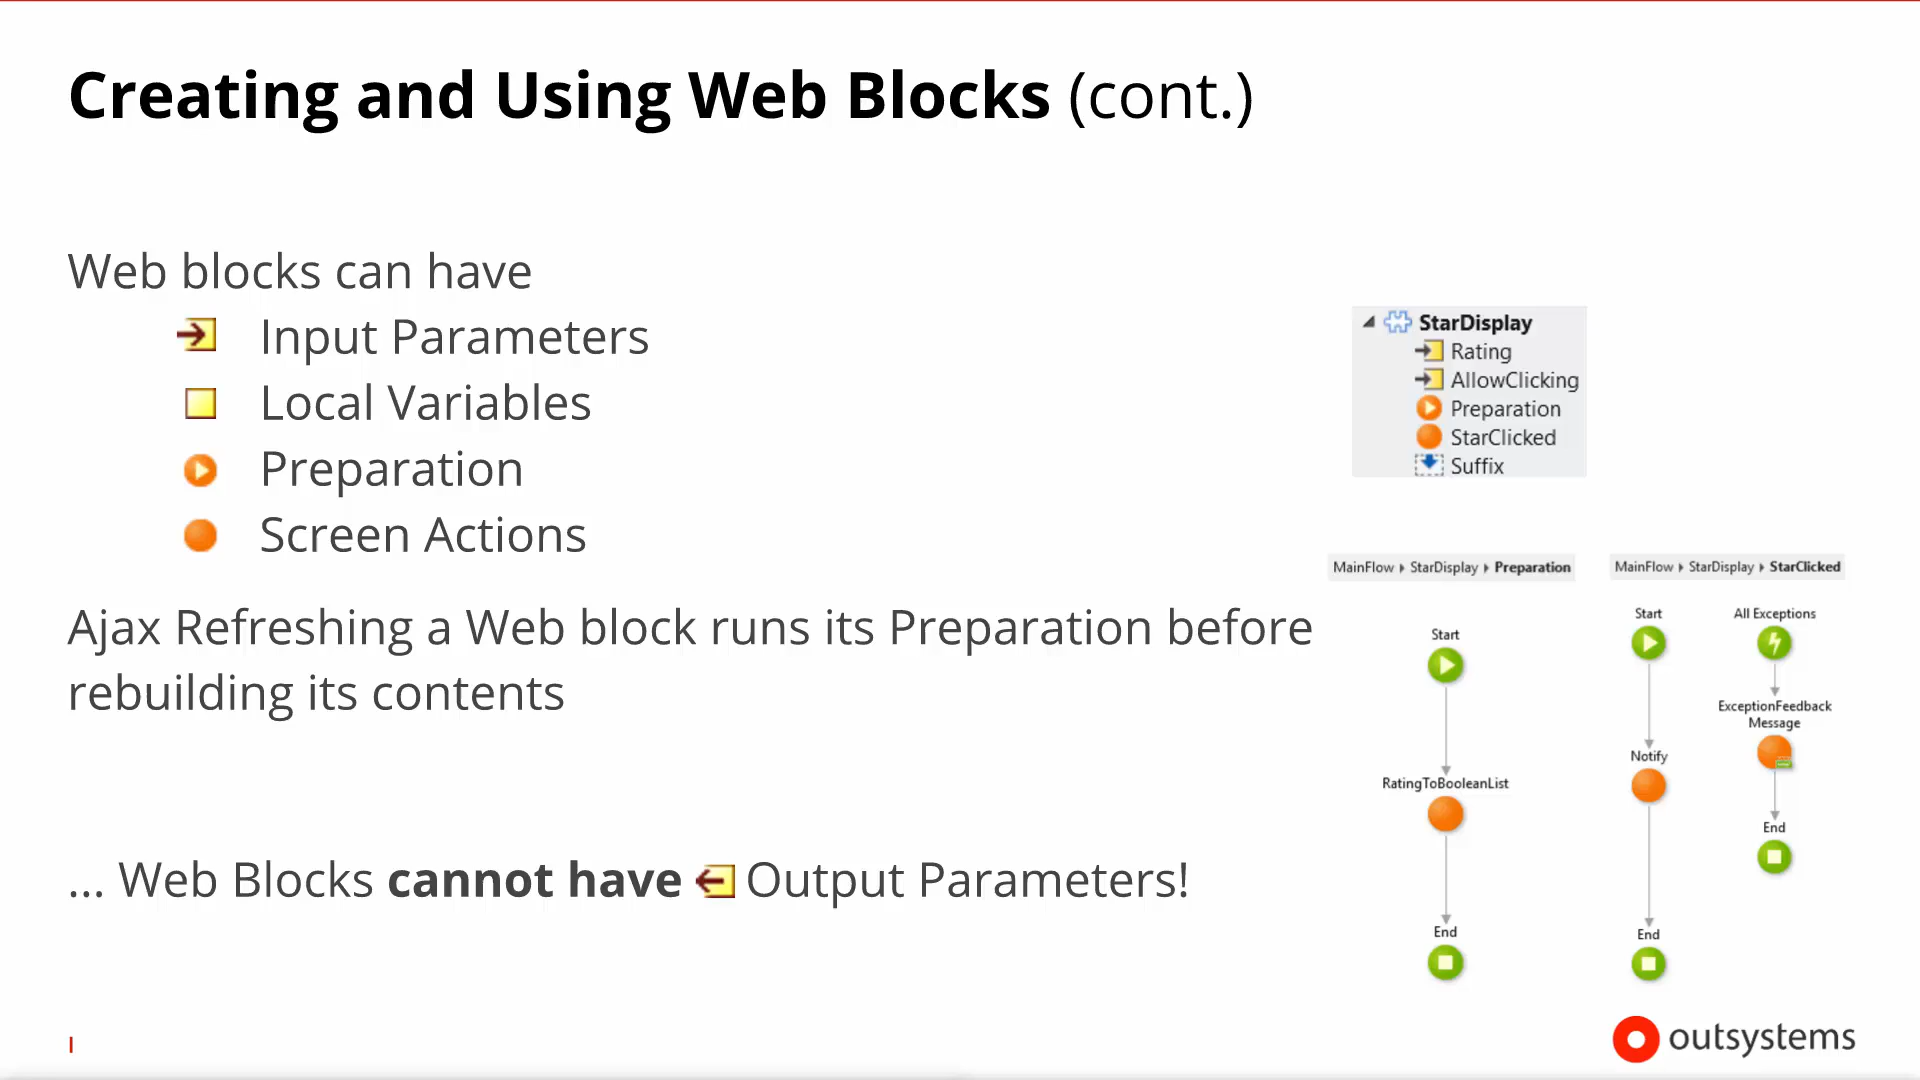 Creating and Using Web Blocks (cont.)
Web blocks can have
Input Parameters
Local Variables
Preparation
Screen Actions
Ajax Refreshing a Web block runs its Preparation before
rebuilding its contents
... Web Blocks cannot have Output Parameters!
StarDisplay
Rating
AllowClicking
Preparation
StarClicked
Suffix
MainFlow StarDisplay Preparation
Start
RatingToBooleanList
End
MainFlow StarDisplay StarClicked
Start
Notify
End
All Exceptions
ExceptionFeedback
Message
End
I
outsystems